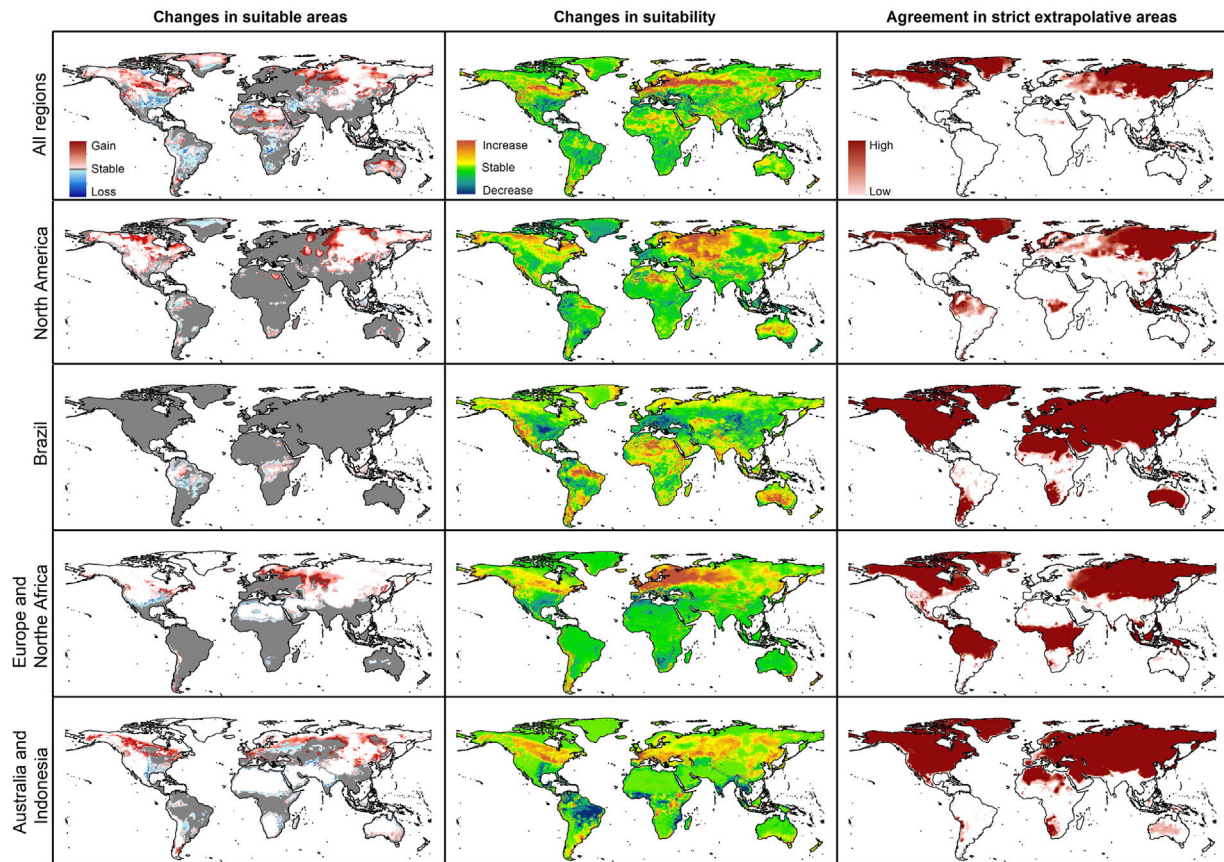 Changes in suitable areas
Changes in suitability
Agreement in strict extrapolative areas
All regions
Gain
Stable
Loss
Increase
Stable
Decrease
High
Low
North America
Brazil
Europe and
Northe Africa
Australia and
Indonesia